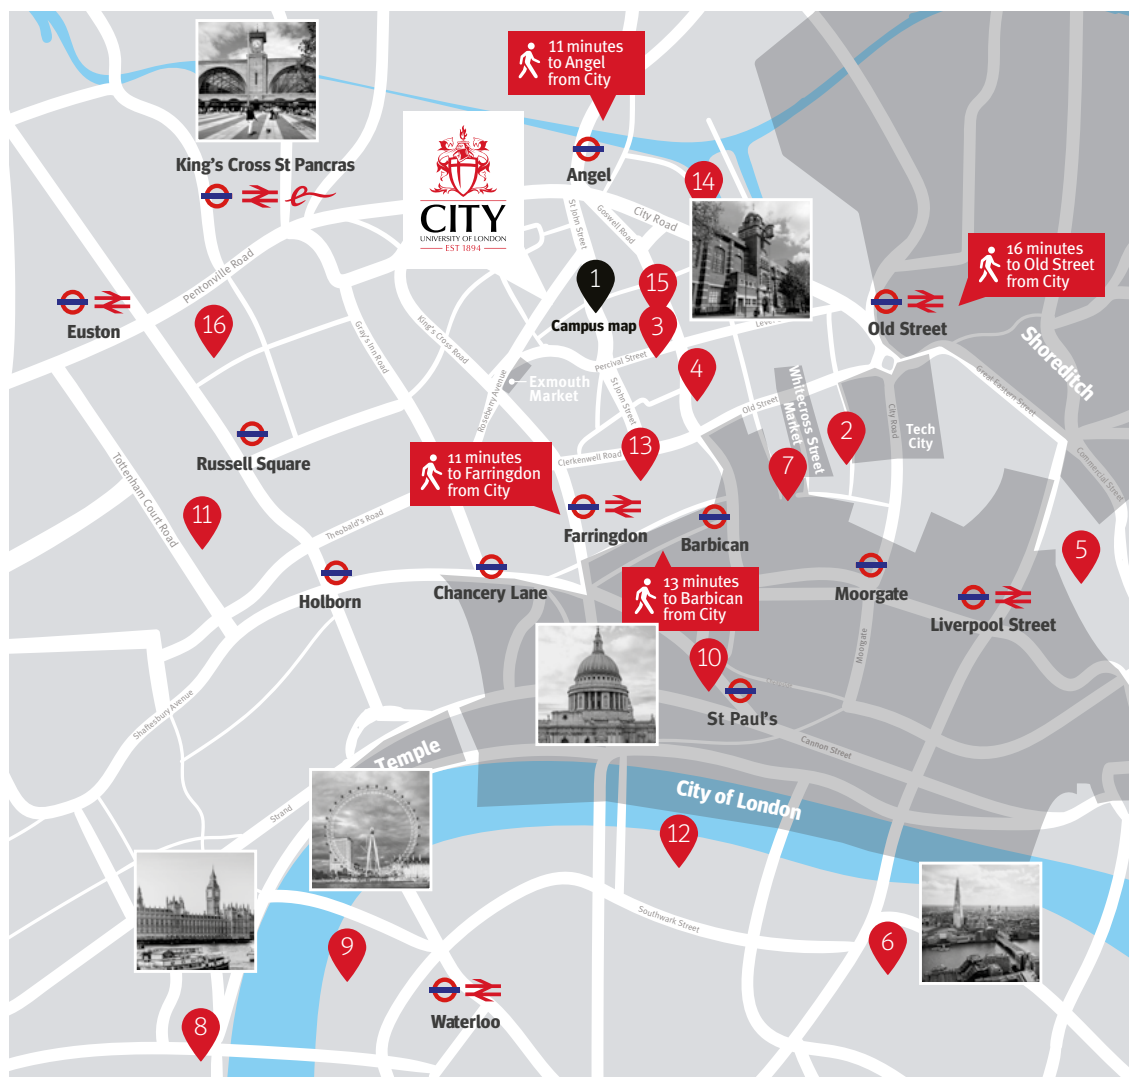 11 minutes
to Angel
from City
King's Cross St Pancras
Angel
CITY
UNIVERSITY OF LONDON
EST 1894
14
City Road
St John Street
Goswell Road
16 minutes
to Old Street
from City
Pentonville Road
1
15
Euston
16
Campus map
3
Old Street
Gray's Inn Road
King's Cross Road
Shoreditch
Percival Street
4
Great Eastern Street
Exmouth
Market
Rosebery Avenue
St John Street
Whitecross Street
Market
Old Street
City Road
2
Tech
City
Russell Square
13
Clerkenwell Road
7
11 minutes
to Farringdon
from City
Tottenham Court Road
Commercial Street
11
Theobald's Road
Farringdon
Barbican
5
Holborn
Chancery Lane
13 minutes
to Barbican
from City
Moorgate
Liverpool Street
Moorgate
10
St Paul's
Shaftesbury Avenue
Cannon Street
Temple
City of London
Strand
12
Southwark Street
9
6
Waterloo
8